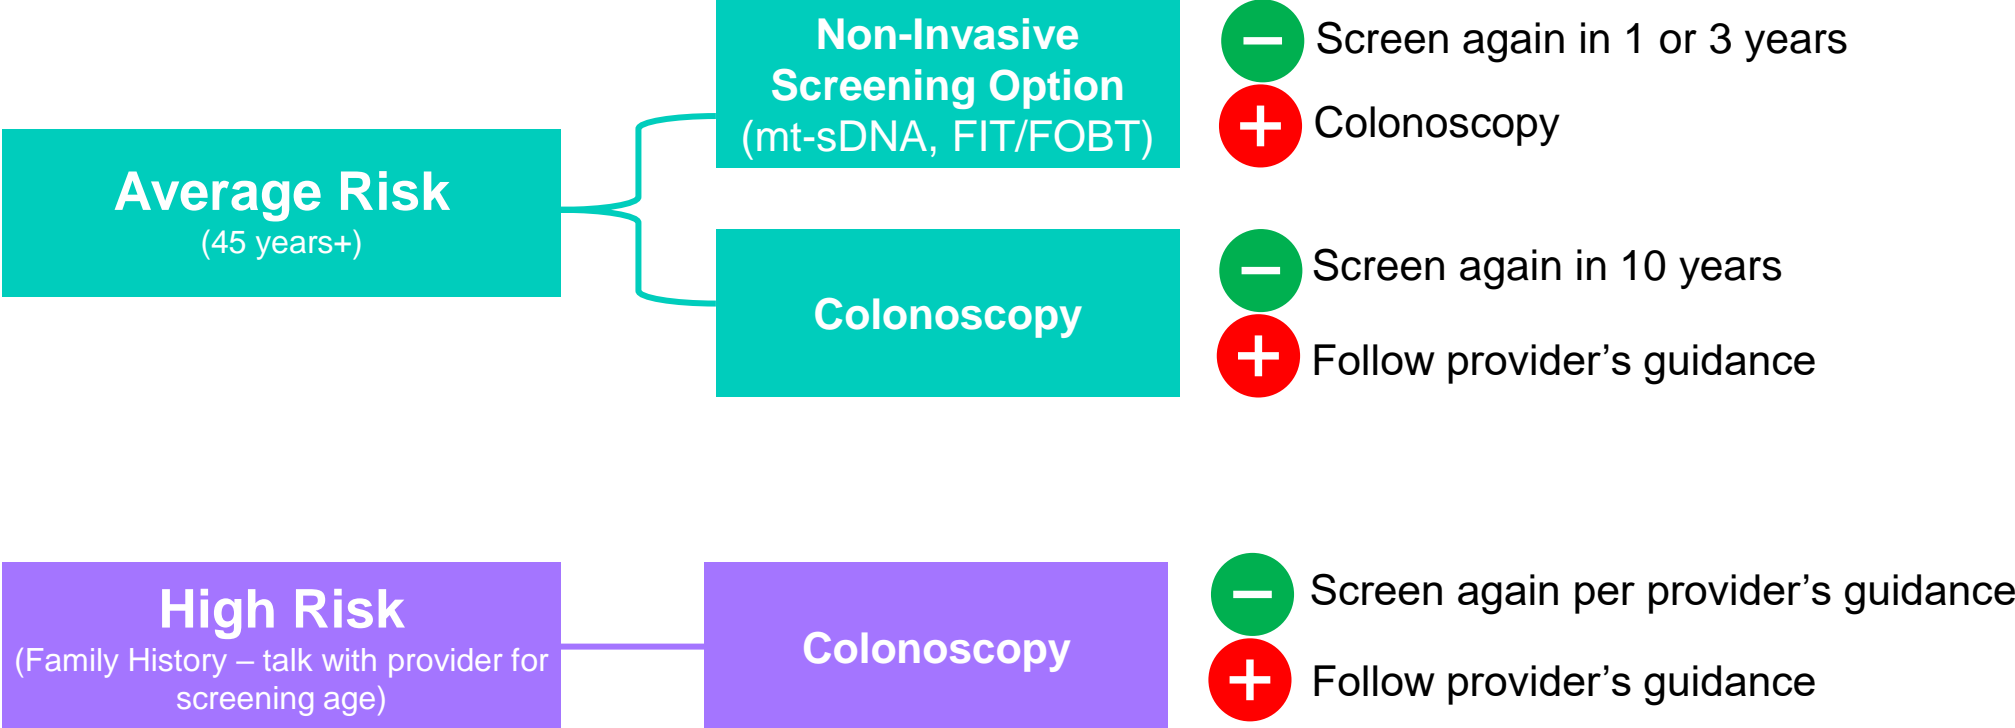 Average Risk
(45 years+)
Non-Invasive
Screening Option
(mt-sDNA, FIT/FOBT)
Screen again in 1 or 3 years
Colonoscopy
Colonoscopy
Screen again in 10 years
Follow provider’s guidance
High Risk
(Family History – talk with provider for
screening age)
Colonoscopy
Screen again per provider’s guidance
Follow provider’s guidance